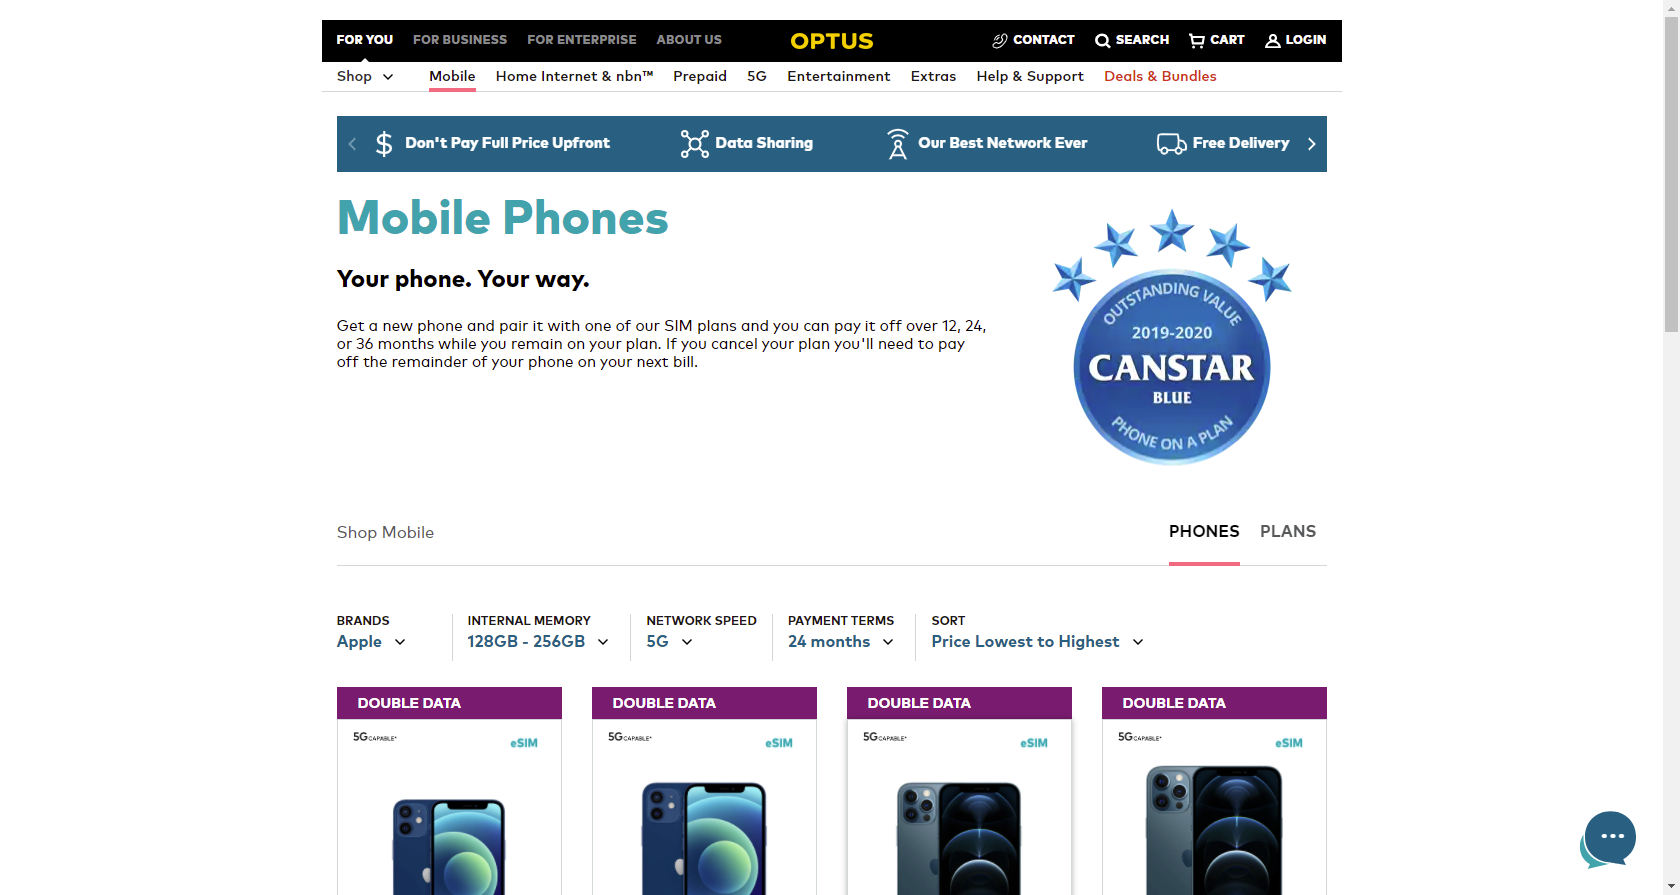 FOR YOU FOR BUSINESS FOR ENTERPRISE ABOUT US OPTUS CONTACT SEARCH CART LOGIN
Shop Mobile Home Internet & nbn™ Prepaid 5G Entertainment Extras Help & Support Deals & Bundles
Don't Pay Full Price Upfront Data Sharing Our Best Network Ever Free Delivery
Mobile Phones
Your phone. Your way.
Get a new phone and pair it with one of our SIM plans and you can pay it off over 12, 24,
or 36 months while you remain on your plan. If you cancel your plan you'll need to pay
off the remainder of your phone on your next bill.
OUTSTANDING VALUE
2019-2020
CANSTAR
BLUE
PHONE ON A PLAN
Shop Mobile PHONES PLANS
BRANDS INTERNAL MEMORY NETWORK SPEED PAYMENT TERMS SORT
Apple 128GB - 256GB 5G 24 months Price Lowest to Highest
DOUBLE DATA DOUBLE DATA DOUBLE DATA DOUBLE DATA
5G CAPABLE* eSIM 5G CAPABLE* eSIM 5G CAPABLE* eSIM 5G CAPABLE* eSIM